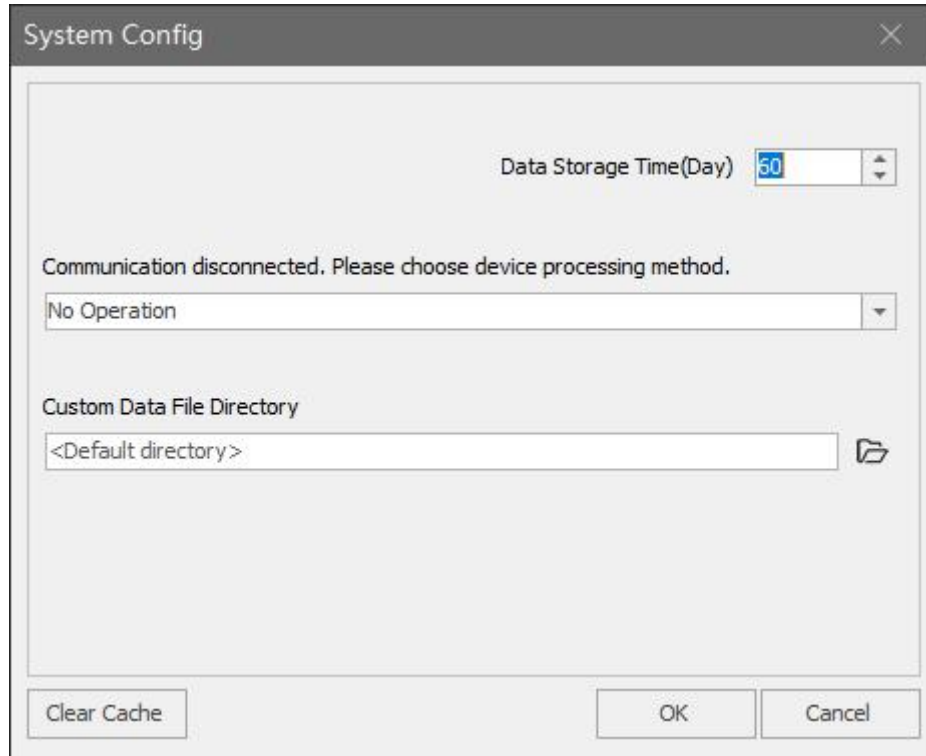 System Config
Data Storage Time(Day) 60
Communication disconnected. Please choose device processing method.
No Operation
Custom Data File Directory
<Default directory>
Clear Cache OK Cancel